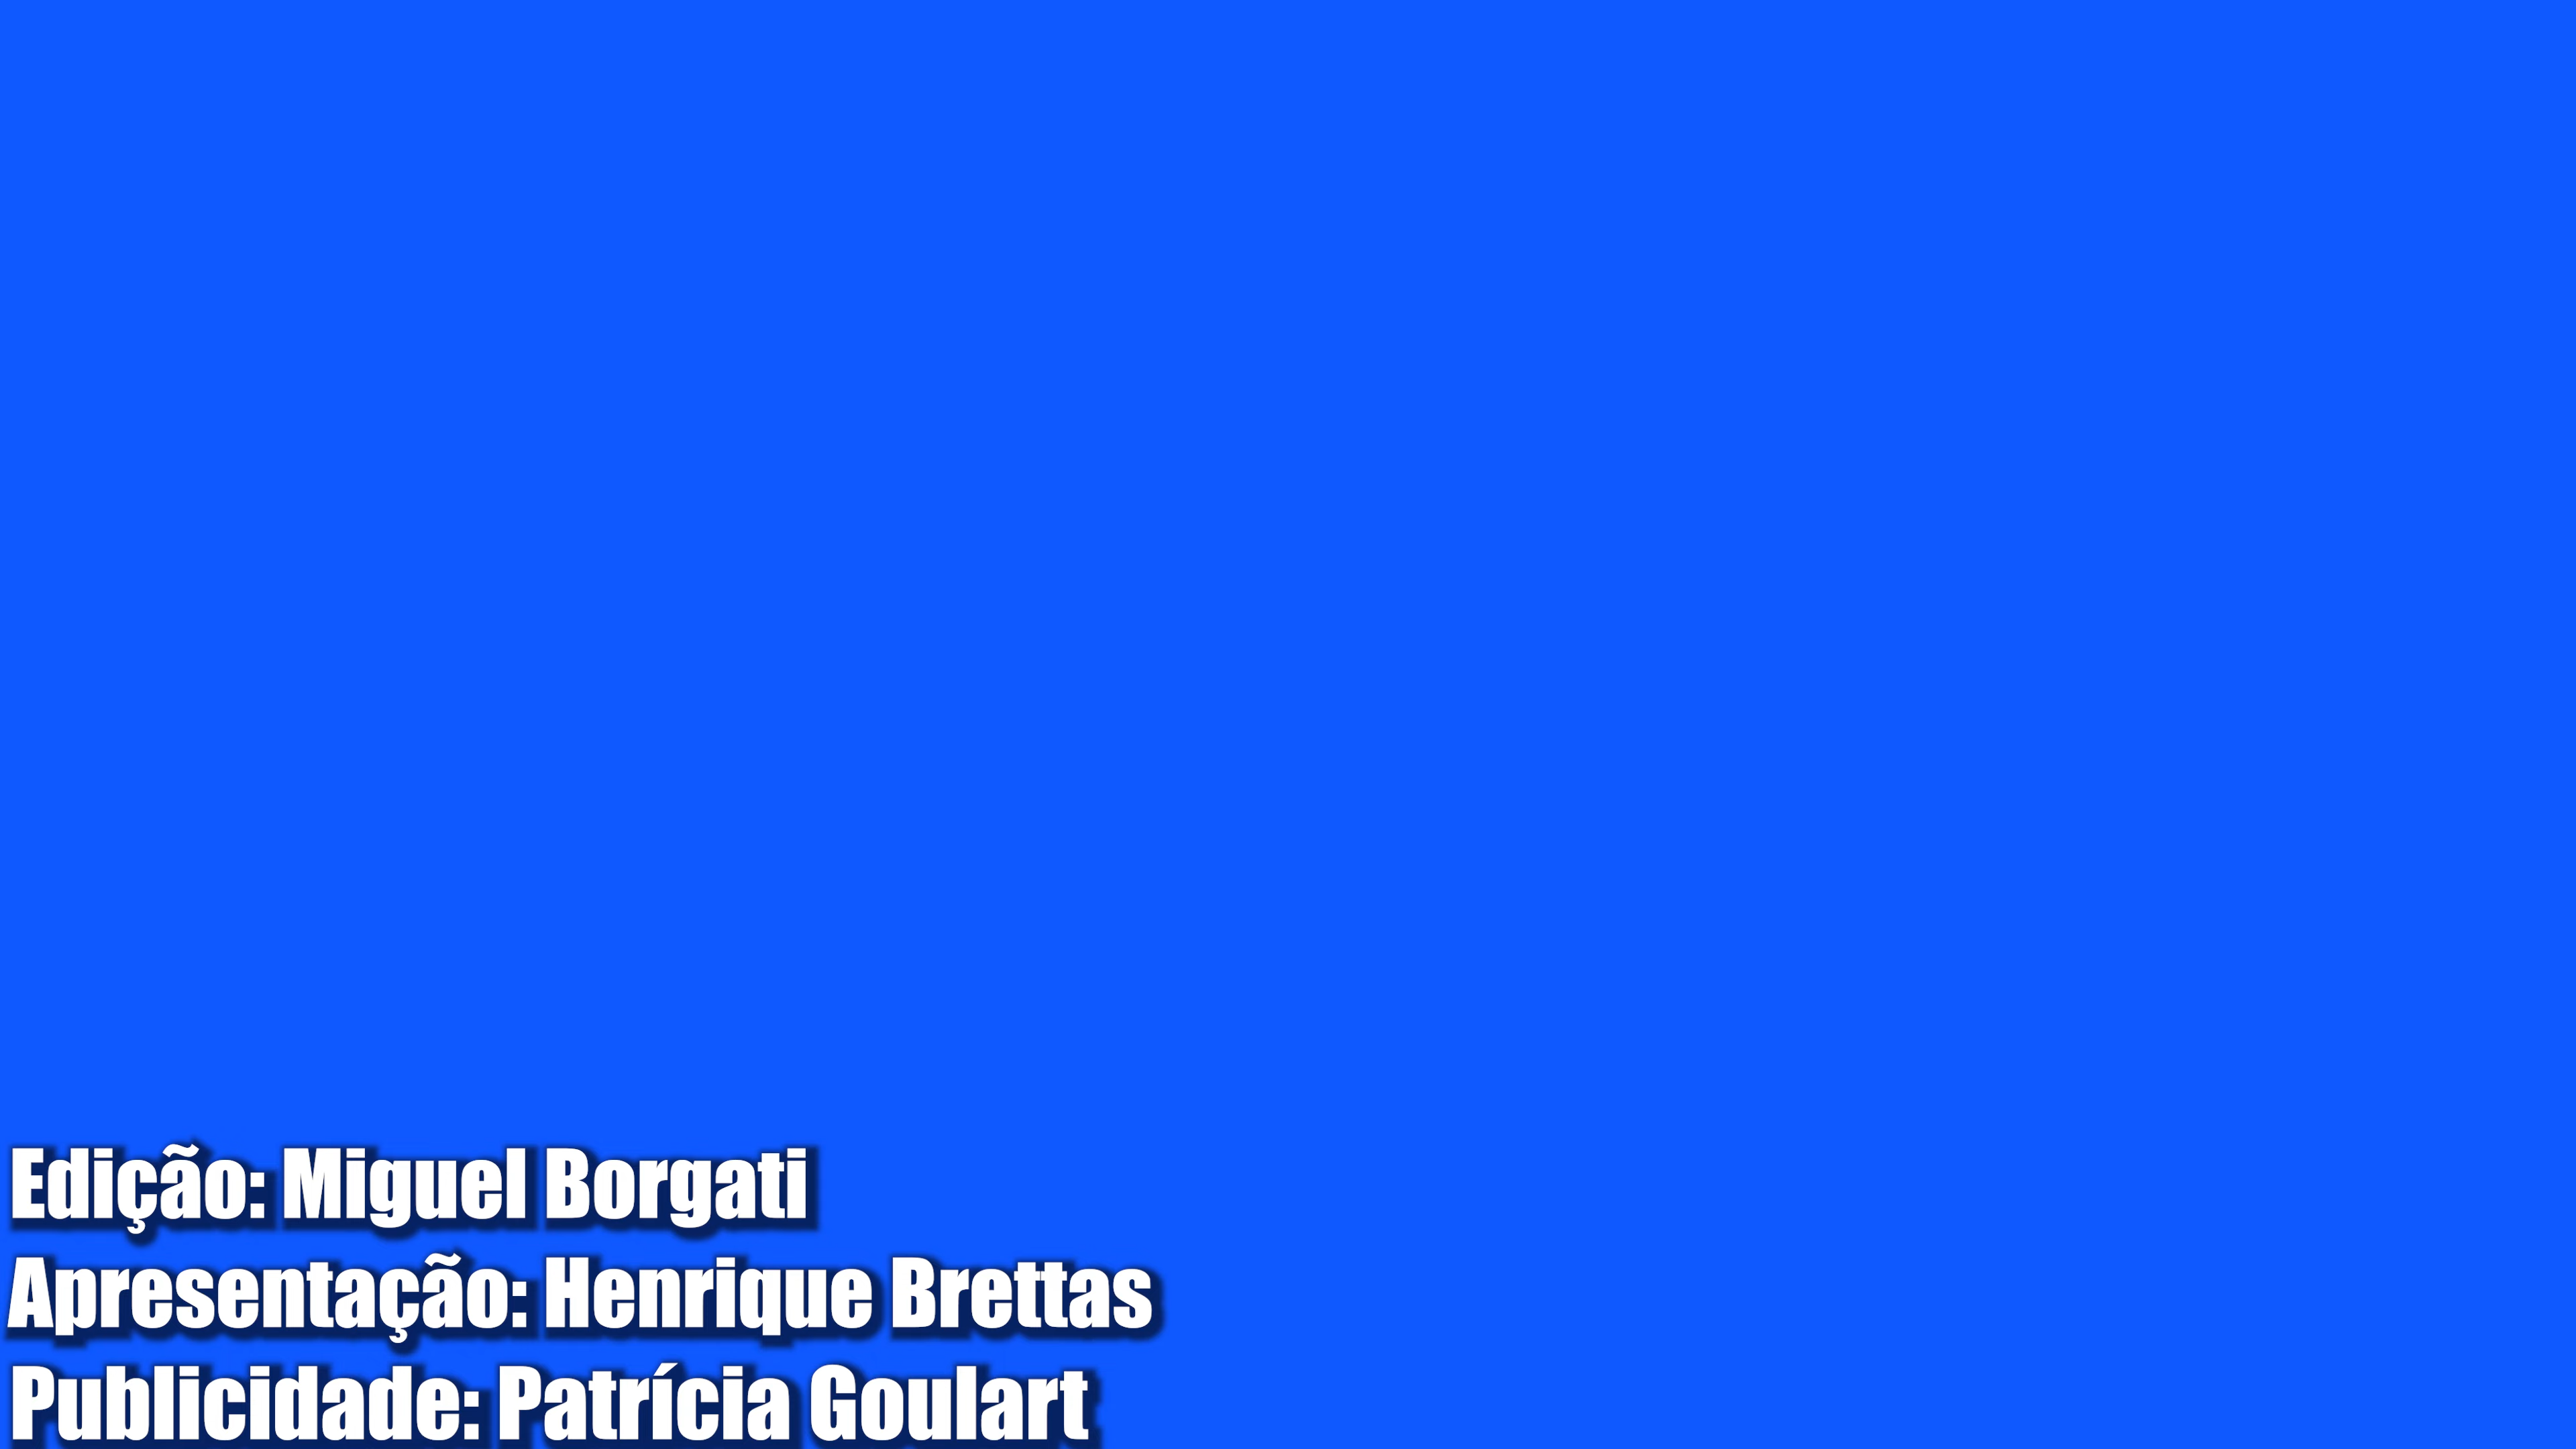 Edição: Miguel Borgati
Apresentação: Henrique Brettas
Publicidade: Patrícia Goulart